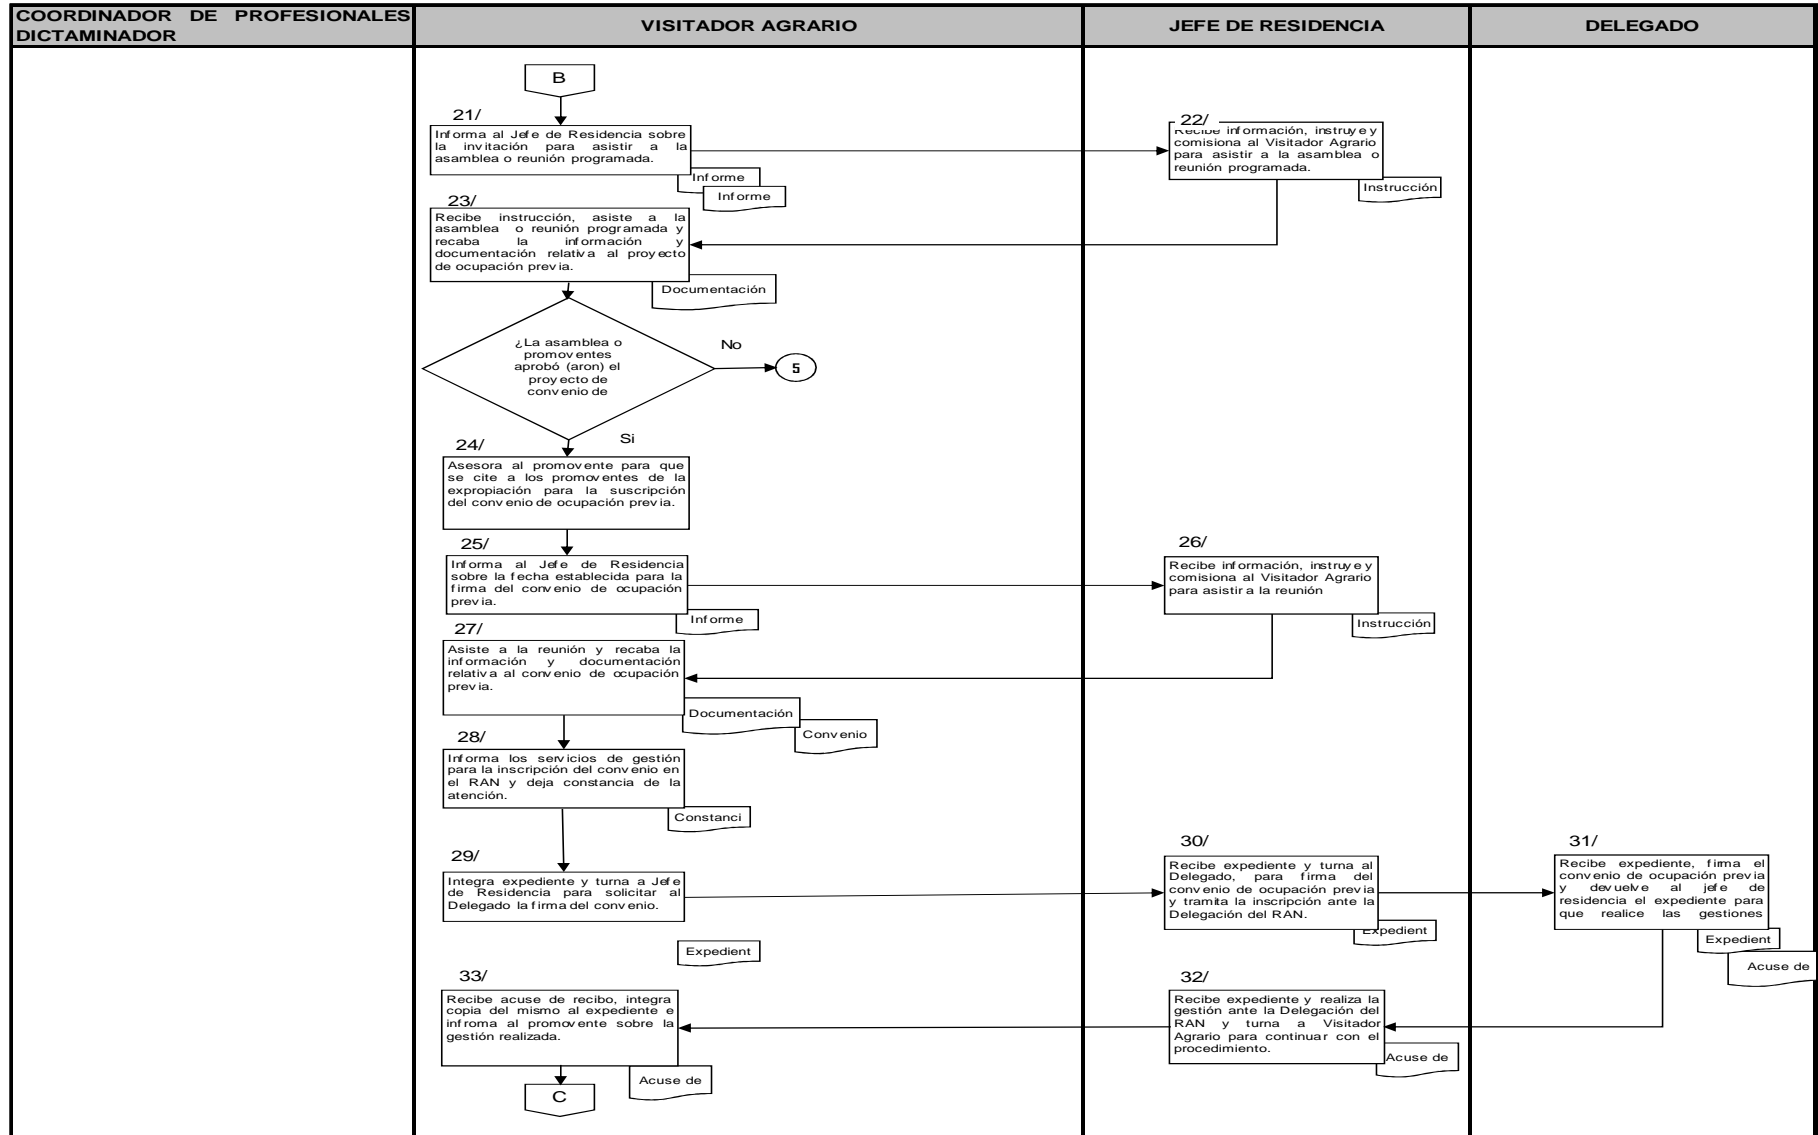 COORDINADOR DE PROFESIONALES
DICTAMINADOR
VISITADOR AGRARIO
JEFE DE RESIDENCIA
DELEGADO
B
21/
Informa al Jefe de Residencia sobre
la invitación para asistir a la
asamblea o reunión programada.
Informe
Informe
22/
Recibe información, instruye y
comisiona al Visitador Agrario
para asistir a la asamblea o
reunión programada.
Instrucción
23/
Recibe instrucción, asiste a la
asamblea o reunión programada y
recaba la información y
documentación relativa al proyecto
de ocupación previa.
Documentación
¿La asamblea o
promoventes
aprobó (aron) el
proyecto de
convenio de
No
5
Si
24/
Asesora al promovente para que
se cite a los promoventes de la
expropiación para la suscripción
del convenio de ocupación previa.
25/
Informa al Jefe de Residencia
sobre la fecha establecida para la
firma del convenio de ocupación
previa.
Informe
26/
Recibe información, instruye y
comisiona al Visitador Agrario
para asistir a la reunión
Instrucción
27/
Asiste a la reunión y recaba la
información y documentación
relativa al convenio de ocupación
previa.
Documentación
Convenio
28/
Informa los servicios de gestión
para la inscripción del convenio en
el RAN y deja constancia de la
atención.
Constanci
29/
Integra expediente y turna a Jefe
de Residencia para solicitar al
Delegado la firma del convenio.
Expedient
30/
Recibe expediente y turna al
Delegado, para firma del
convenio de ocupación previa
y tramita la inscripción ante la
Delegación del RAN.
Expedient
31/
Recibe expediente, firma el
convenio de ocupación previa
y devuelve al jefe de
residencia el expediente para
que realice las gestiones
Expedient
Acuse de
32/
Recibe expediente y realiza la
gestión ante la Delegación del
RAN y turna a Visitador
Agrario para continuar con el
procedimiento.
Acuse de
33/
Recibe acuse de recibo, integra
copia del mismo al expediente e
infroma al promovente sobre la
gestión realizada.
Acuse de
C